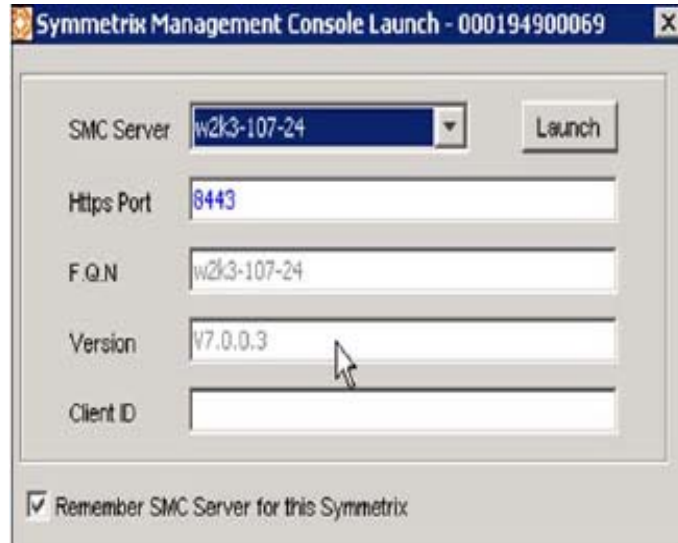 Symmetrix Management Console Launch - 000194900069
SMC Server w2k3-107-24 Launch
Https Port 8443
F.Q.N w2k3-107-24
Version V7.0.0.3
Client ID
Remember SMC Server for this Symmetrix